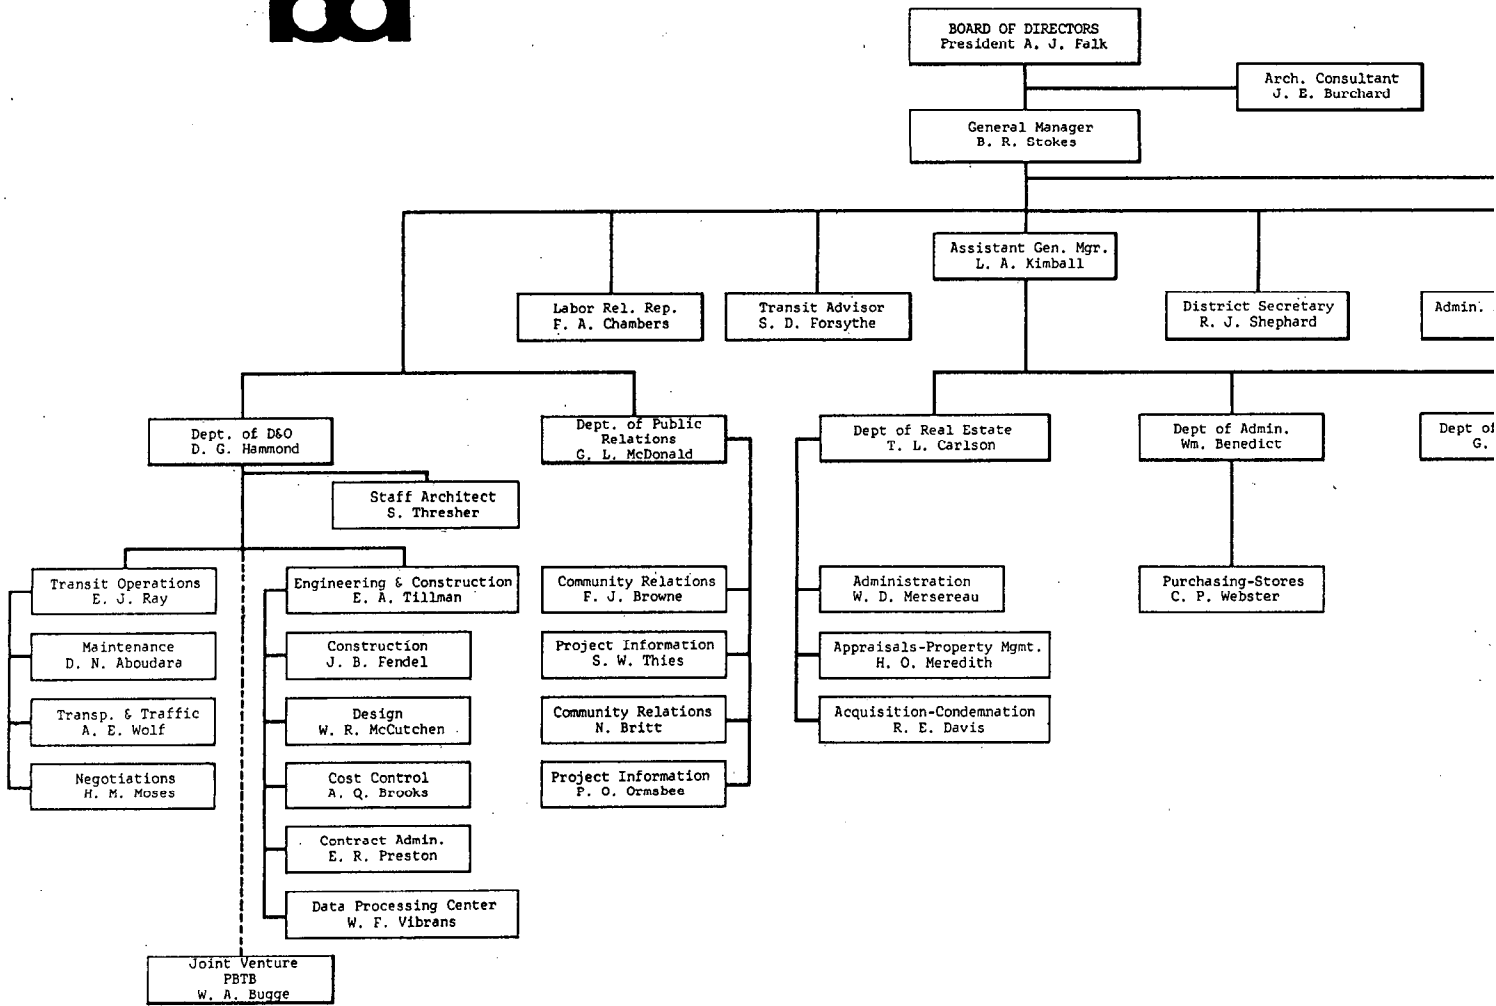 BOARD OF DIRECTORS
President A. J. Falk
Arch. Consultant
J. E. Burchard
General Manager
B. R. Stokes
Assistant Gen. Mgr.
L. A. Kimball
Labor Rel. Rep.
F. A. Chambers
Transit Advisor
S. D. Forsythe
District Secretary
R. J. Shephard
Admin.
Dept. of D&O
D. G. Hammond
Dept. of Public
Relations
G. L. McDonald
Dept of Real Estate
T. L. Carlson
Dept of Admin.
Wm. Benedict
Dept of
G.
Staff Architect
S. Thresher
Transit Operations
E. J. Ray
Engineering & Construction
E. A. Tillman
Community Relations
F. J. Browne
Administration
W. D. Mersereau
Purchasing-Stores
C. P. Webster
Maintenance
D. N. Aboudara
Construction
J. B. Fendel
Project Information
S. W. Thies
Appraisals-Property Mgmt.
H. O. Meredith
Transp. & Traffic
A. E. Wolf
Design
W. R. McCutchen
Community Relations
N. Britt
Acquisition-Condemnation
R. E. Davis
Negotiations
H. M. Moses
Cost Control
A. Q. Brooks
Project Information
P. O. Ormsbee
Contract Admin.
E. R. Preston
Data Processing Center
W. F. Vibrans
Joint Venture
PBTB
W. A. Bugge